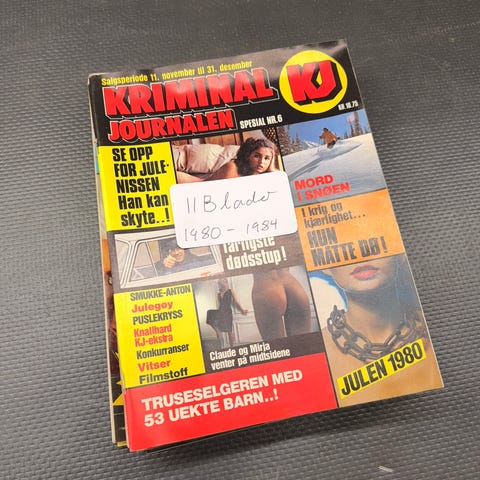 Salgsperiode 11. november til 31. desember
KRIMINAL
JOURNALEN
SPESIAL NR. 6
KJ
KR. 10,75
SE OPP
FOR JULE-
NISSEN
Han kan
skyte..!
MORD
I SNØEN
11 Blader
1980 - 1984
farligste
dødsstup!
I krig og
kjærlighet...
HUN
MÅTTE DØ!
SMUKKE-ANTON
Julegøy
PUSLEKRYSS
Knallhard
KJ-ekstra
Konkurranser
Vitser
Filmstoff
Claude og Mirja
venter på midtsidene
JULEN 1980
TRUSESELGEREN MED
53 UEKTE BARN..!